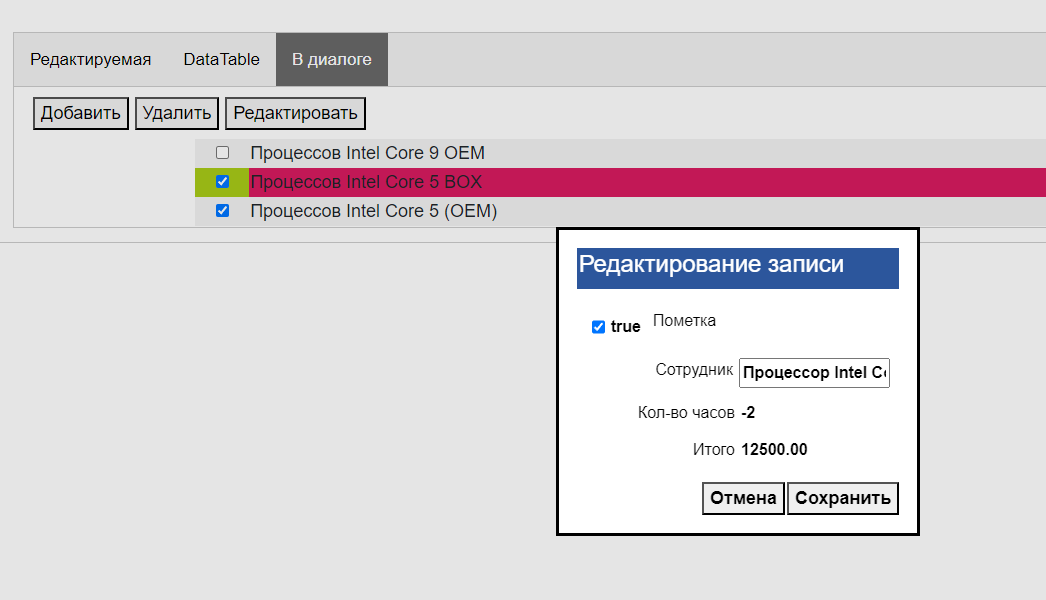 Редактируемая DataTable В диалоге
Добавить Удалить Редактировать
Процессов Intel Core 9 OEM
Процессов Intel Core 5 BOX
Процессов Intel Core 5 (OEM)
Редактирование записи
true Пометка
Сотрудник Процессор Intel Co
Кол-во часов -2
Итого 12500.00
Отмена Сохранить